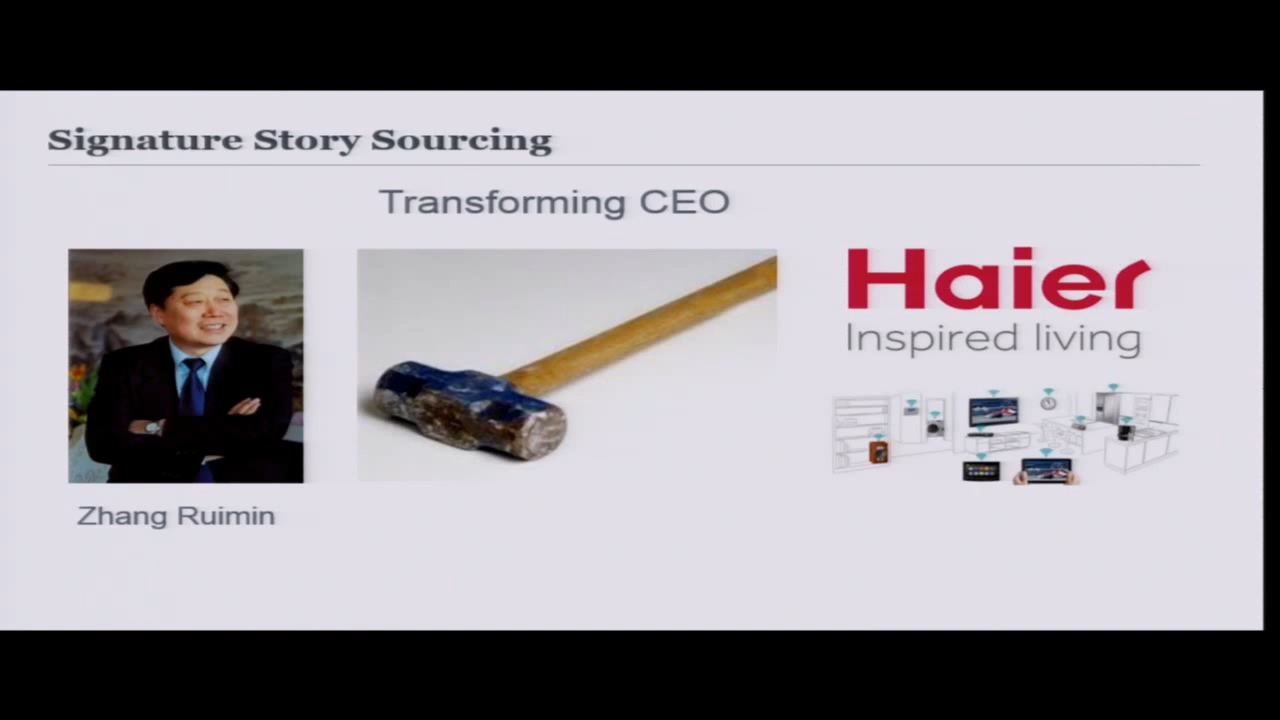 Signature Story Sourcing
Transforming CEO
Haier
Inspired living
Zhang Ruimin